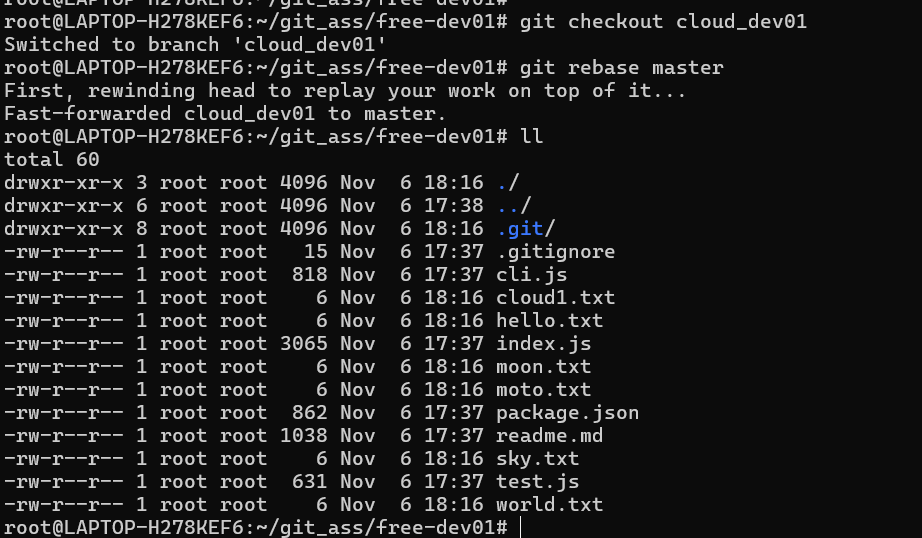 root@LAPTOP-H278KEF6:~/git_ass/free-dev01#
root@LAPTOP-H278KEF6:~/git_ass/free-dev01# git checkout cloud_dev01
Switched to branch 'cloud_dev01'
root@LAPTOP-H278KEF6:~/git_ass/free-dev01# git rebase master
First, rewinding head to replay your work on top of it...
Fast-forwarded cloud_dev01 to master.
root@LAPTOP-H278KEF6:~/git_ass/free-dev01# ll
total 60
drwxr-xr-x 3 root root 4096 Nov  6 18:16 ./
drwxr-xr-x 6 root root 4096 Nov  6 17:38 ../
drwxr-xr-x 8 root root 4096 Nov  6 18:16 .git/
-rw-r--r-- 1 root root   15 Nov  6 17:37 .gitignore
-rw-r--r-- 1 root root  818 Nov  6 17:37 cli.js
-rw-r--r-- 1 root root    6 Nov  6 18:16 cloud1.txt
-rw-r--r-- 1 root root    6 Nov  6 18:16 hello.txt
-rw-r--r-- 1 root root 3065 Nov  6 17:37 index.js
-rw-r--r-- 1 root root    6 Nov  6 18:16 moon.txt
-rw-r--r-- 1 root root    6 Nov  6 18:16 moto.txt
-rw-r--r-- 1 root root  862 Nov  6 17:37 package.json
-rw-r--r-- 1 root root 1038 Nov  6 17:37 readme.md
-rw-r--r-- 1 root root    6 Nov  6 18:16 sky.txt
-rw-r--r-- 1 root root  631 Nov  6 17:37 test.js
-rw-r--r-- 1 root root    6 Nov  6 18:16 world.txt
root@LAPTOP-H278KEF6:~/git_ass/free-dev01#